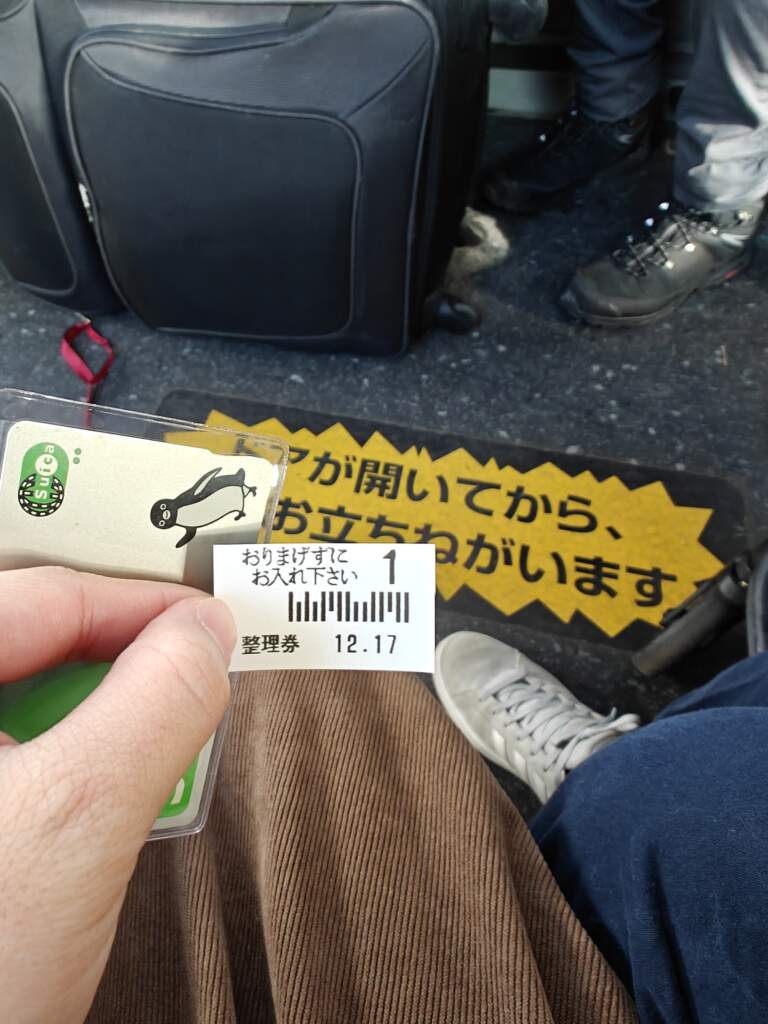 Suica
アが開いてから、
お立ちねがいます
おりまげずに
お入れ下さい
1
整理券 12.17